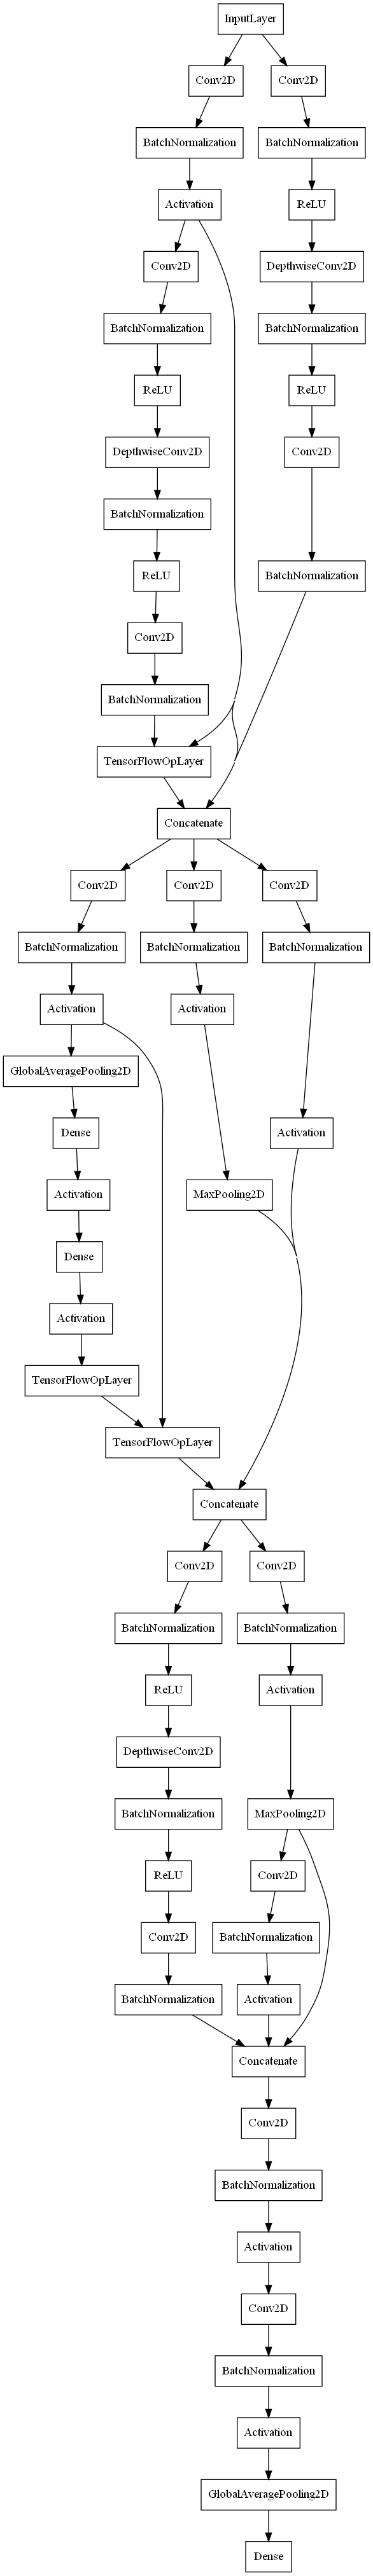 InputLayer
Conv2D
Conv2D
BatchNormalization
BatchNormalization
Activation
ReLU
Conv2D
DepthwiseConv2D
BatchNormalization
BatchNormalization
ReLU
ReLU
DepthwiseConv2D
Conv2D
BatchNormalization
ReLU
BatchNormalization
Conv2D
BatchNormalization
TensorFlowOpLayer
Concatenate
Conv2D
Conv2D
Conv2D
BatchNormalization
BatchNormalization
BatchNormalization
Activation
Activation
GlobalAveragePooling2D
Dense
Activation
Activation
MaxPooling2D
Dense
Activation
TensorFlowOpLayer
TensorFlowOpLayer
Concatenate
Conv2D
Conv2D
BatchNormalization
BatchNormalization
ReLU
Activation
DepthwiseConv2D
BatchNormalization
MaxPooling2D
ReLU
Conv2D
Conv2D
BatchNormalization
BatchNormalization
Activation
Concatenate
Conv2D
BatchNormalization
Activation
Conv2D
BatchNormalization
Activation
GlobalAveragePooling2D
Dense